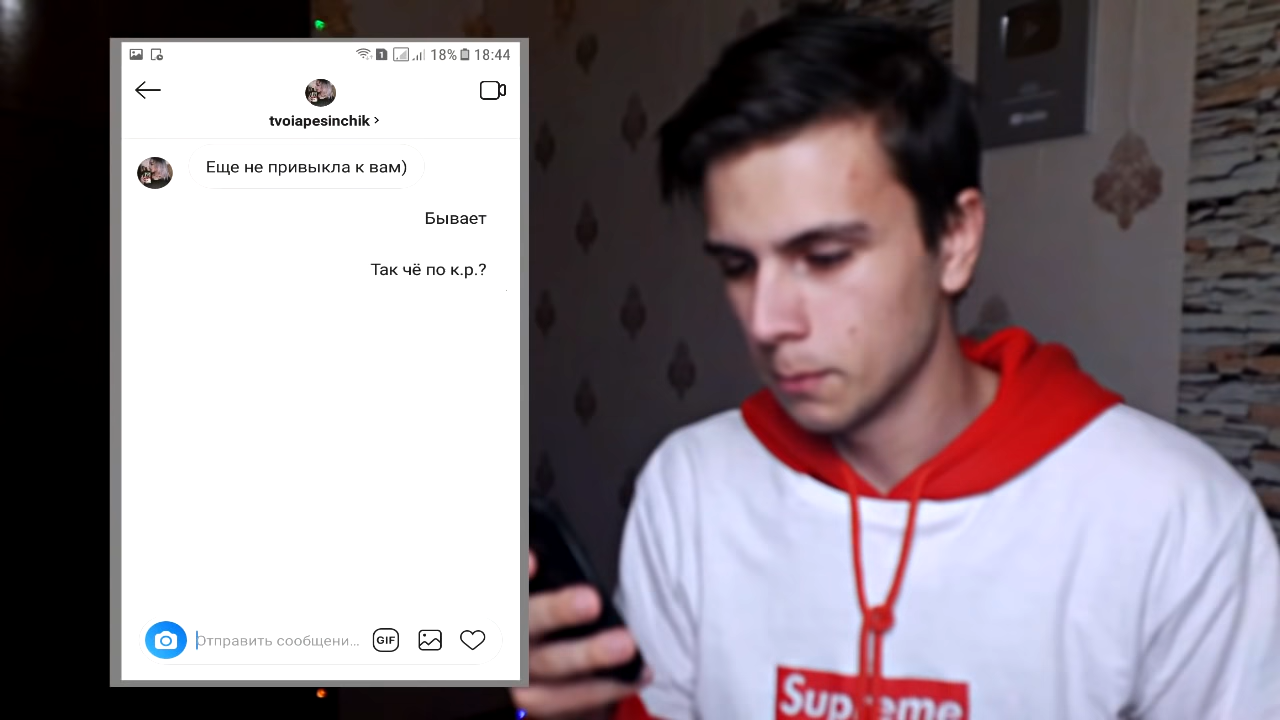 18% 18:44
tvoiapesinchik >
Еще не привыкла к вам)
Бывает
Так чё по к.р.?
Отправить сообщени...
GIF
Supreme